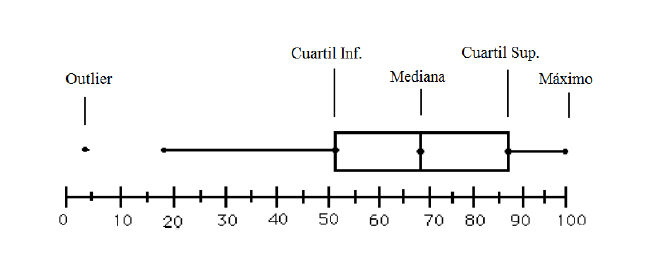 Cuartil Inf.
Cuartil Sup.
Outlier
Mediana
Máximo
0 10 20 30 40 50 60 70 80 90 100